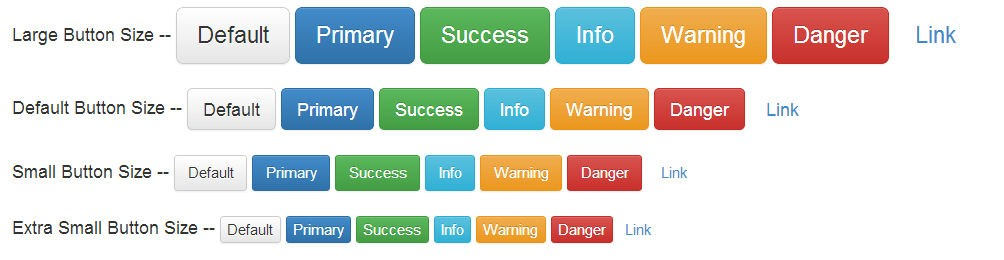 Large Button Size -- Default Primary Success Info Warning Danger Link
Default Button Size -- Default Primary Success Info Warning Danger Link
Small Button Size -- Default Primary Success Info Warning Danger Link
Extra Small Button Size -- Default Primary Success Info Warning Danger Link